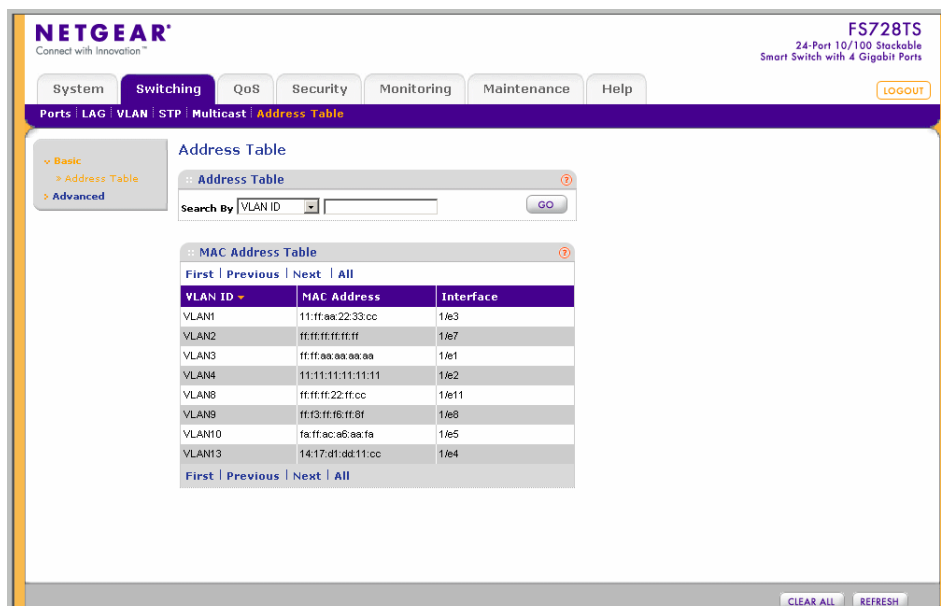 NETGEAR®
Connect with Innovation™
FS728TS
24-Port 10/100 Stackable
Smart Switch with 4 Gigabit Ports
System Switching QoS Security Monitoring Maintenance Help LOGOUT
Ports LAG VLAN STP Multicast Address Table
Basic
Address Table
Advanced
Address Table
Address Table ?
Search By VLAN ID GO
MAC Address Table ?
First Previous Next All
VLAN ID MAC Address Interface
VLAN1 11:ff:aa:22:33:cc 1/e3
VLAN2 ff:ff:ff:ff:ff:ff 1/e7
VLAN3 ff:ff:aa:aa:aa:aa 1/e1
VLAN4 11:11:11:11:11:11 1/e2
VLAN8 ff:ff:ff:22:ff:cc 1/e11
VLAN9 ff:f3:ff:f6:ff:8f 1/e8
VLAN10 fa:ff:ac:a6:aa:fa 1/e5
VLAN13 14:17:d1:dd:11:cc 1/e4
First Previous Next All
CLEAR ALL REFRESH